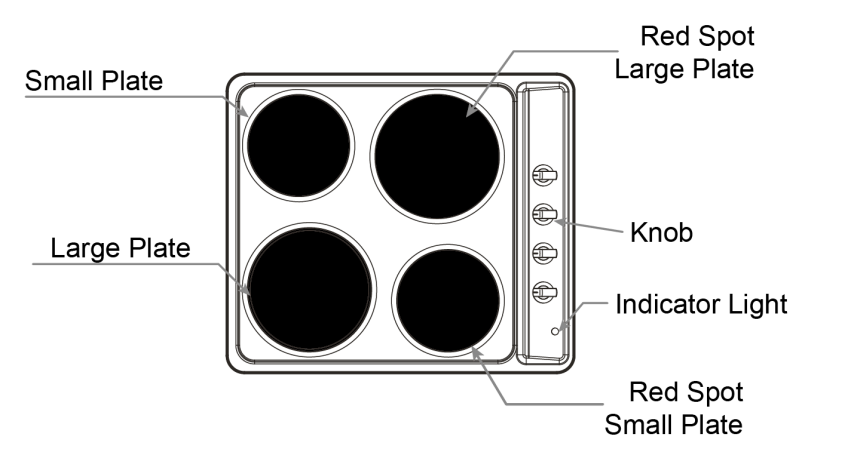 Red Spot
Large Plate
Small Plate
Large Plate
Knob
Indicator Light
Red Spot
Small Plate